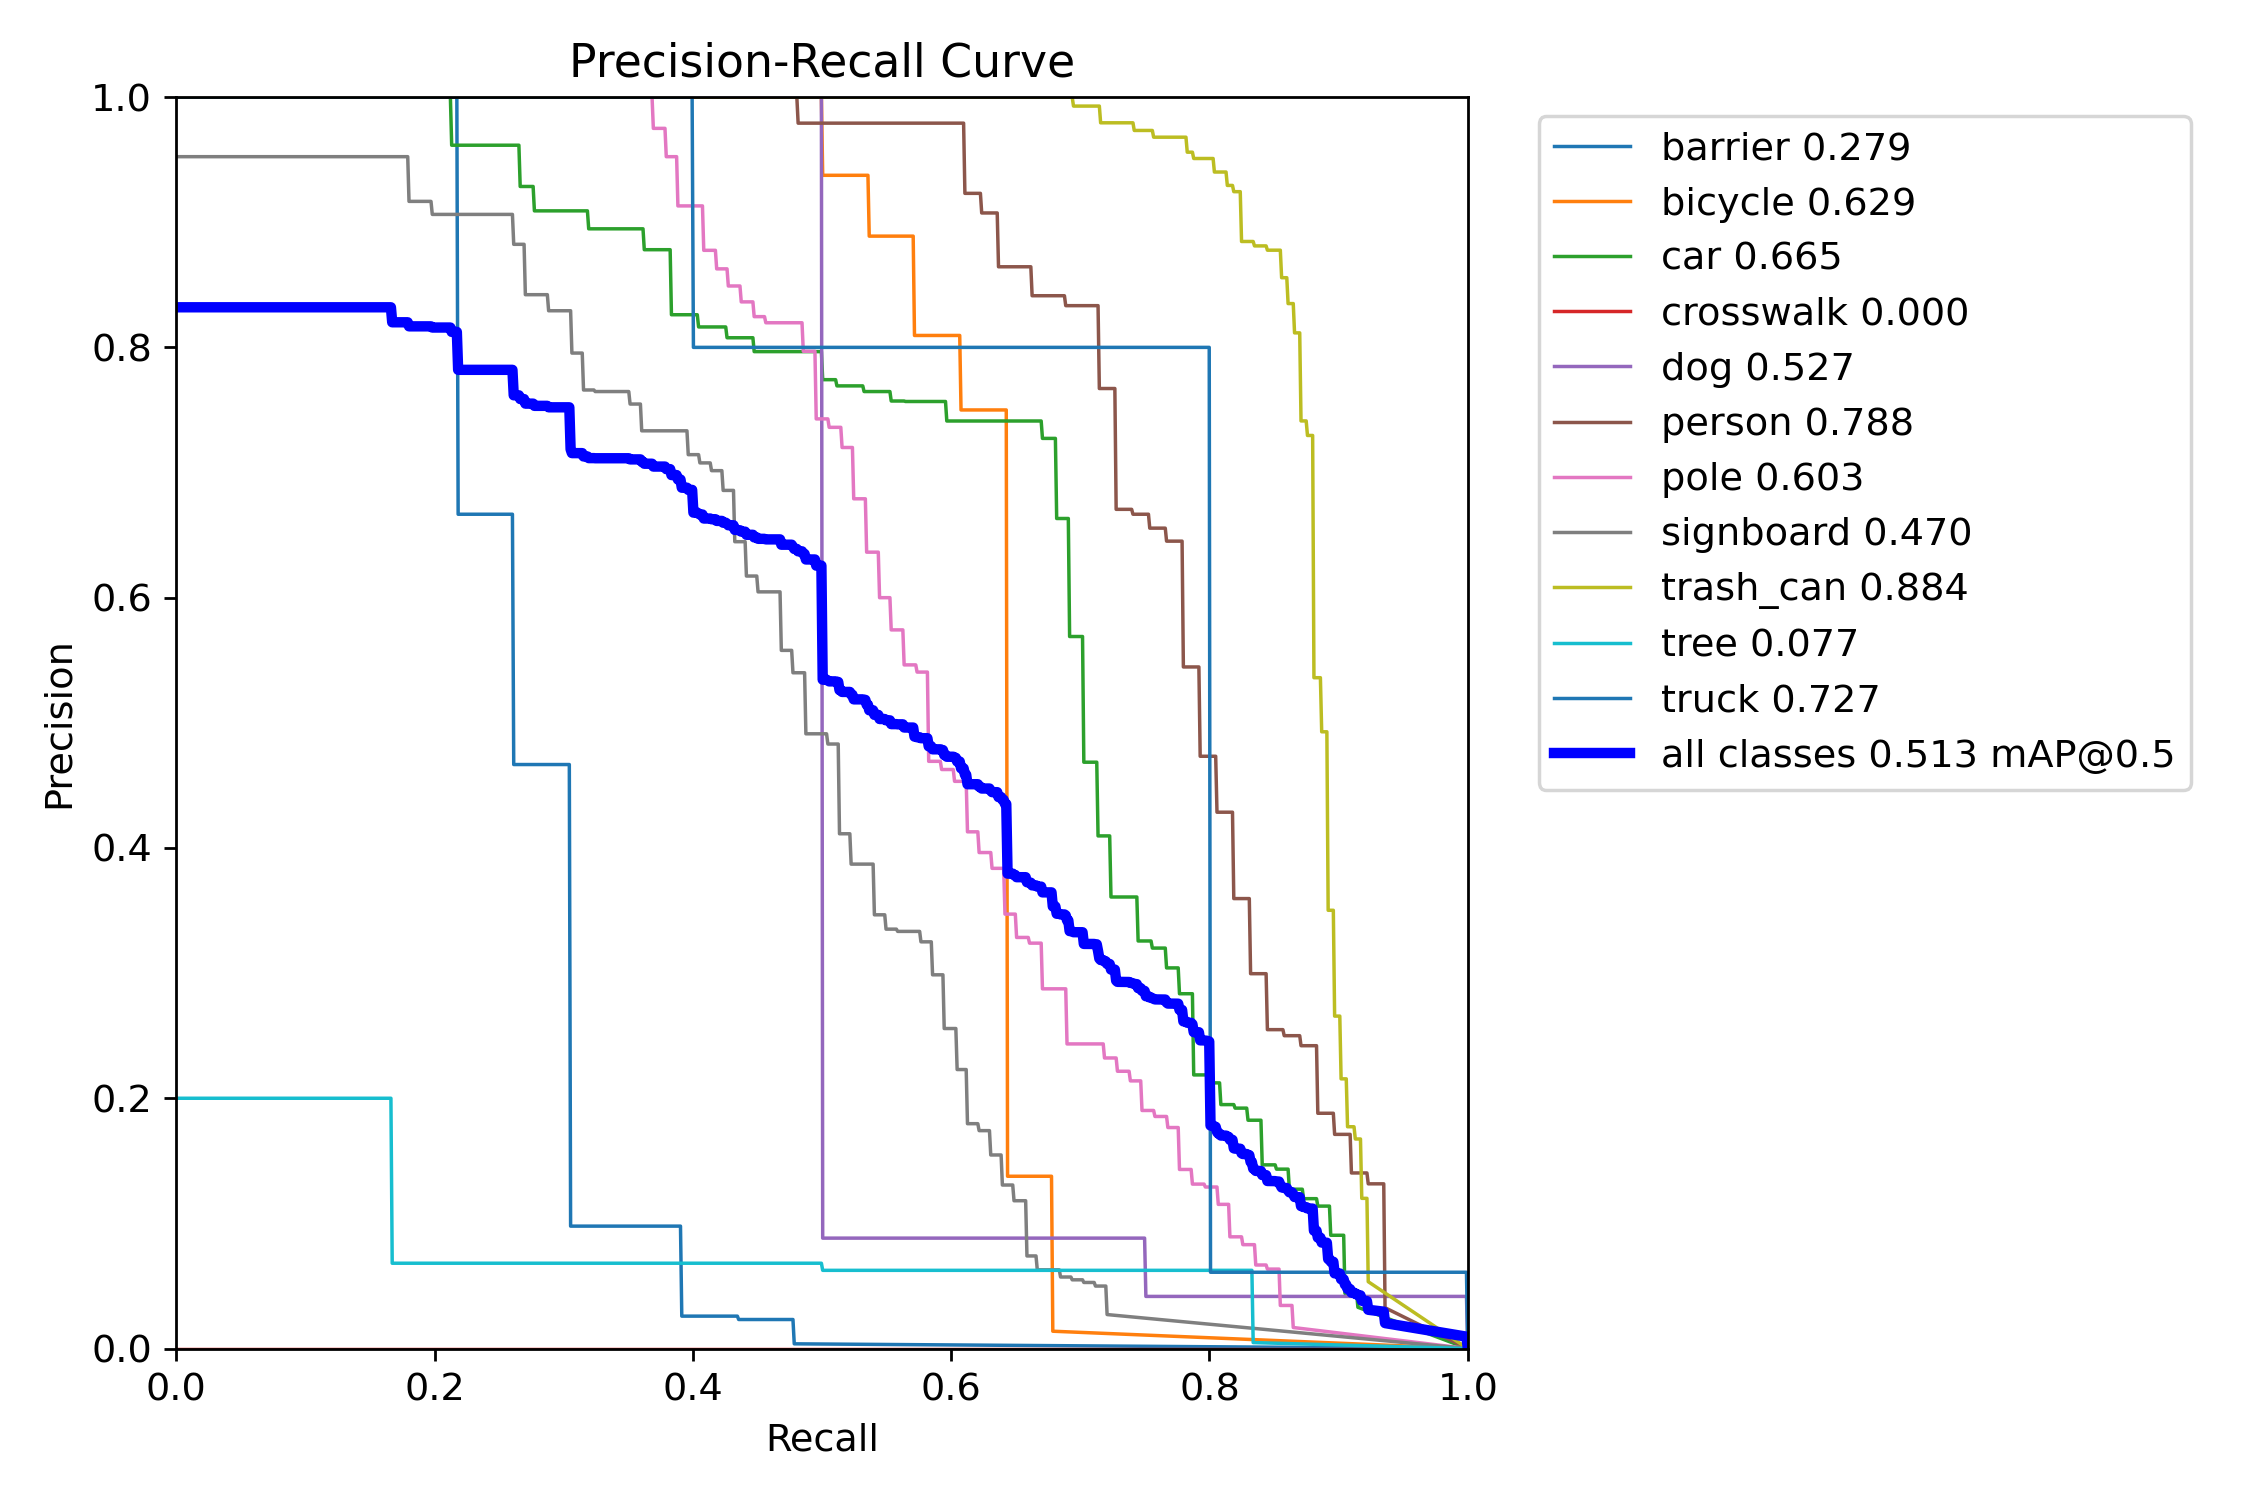 Precision-Recall Curve
1.0
0.8
0.6
0.4
0.2
0.0
Precision
0.0 0.2 0.4 0.6 0.8 1.0
Recall
barrier 0.279
bicycle 0.629
car 0.665
crosswalk 0.000
dog 0.527
person 0.788
pole 0.603
signboard 0.470
trash_can 0.884
tree 0.077
truck 0.727
all classes 0.513 mAP@0.5